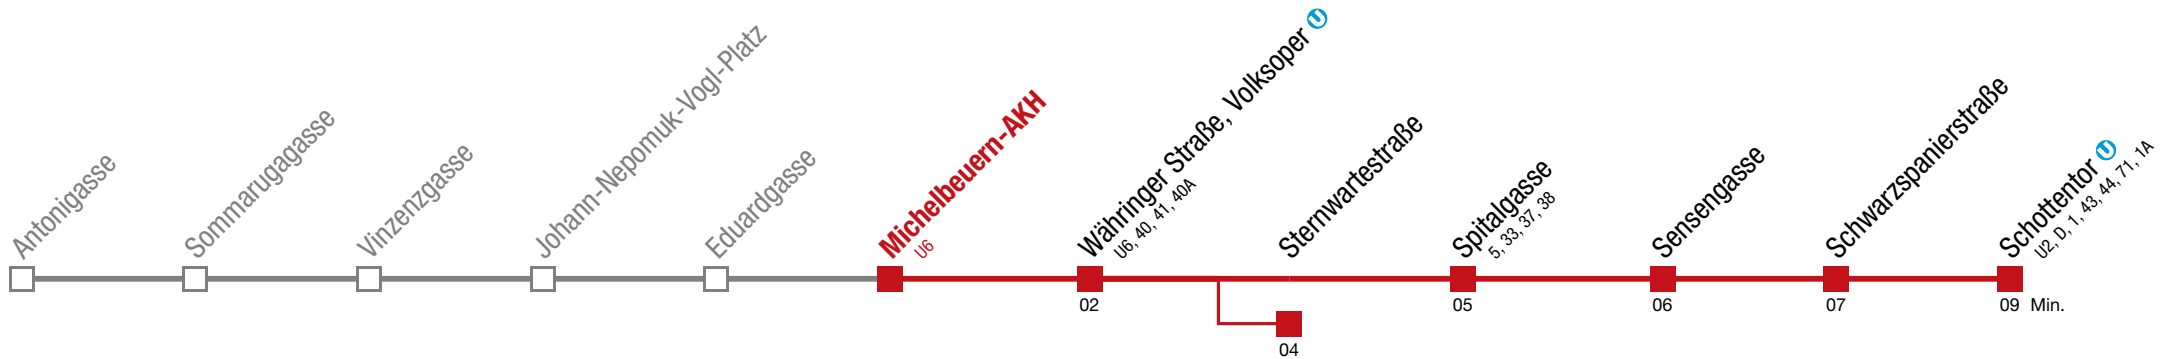 Antonigasse
Sommarugagasse
Vinzenzgasse
Johann-Nepomuk-Vogl-Platz
Eduardgasse
Michelbeuern-AKH
U6
Währinger Straße, Volksoper U
U6, 40, 41, 40A
Sternwartestraße
Spitalgasse
5, 33, 37, 38
Sensengasse
Schwarzspanierstraße
Schottentor U
U2, D, 1, 43, 44, 71, 1A
02
05
06
07
09 Min.
04